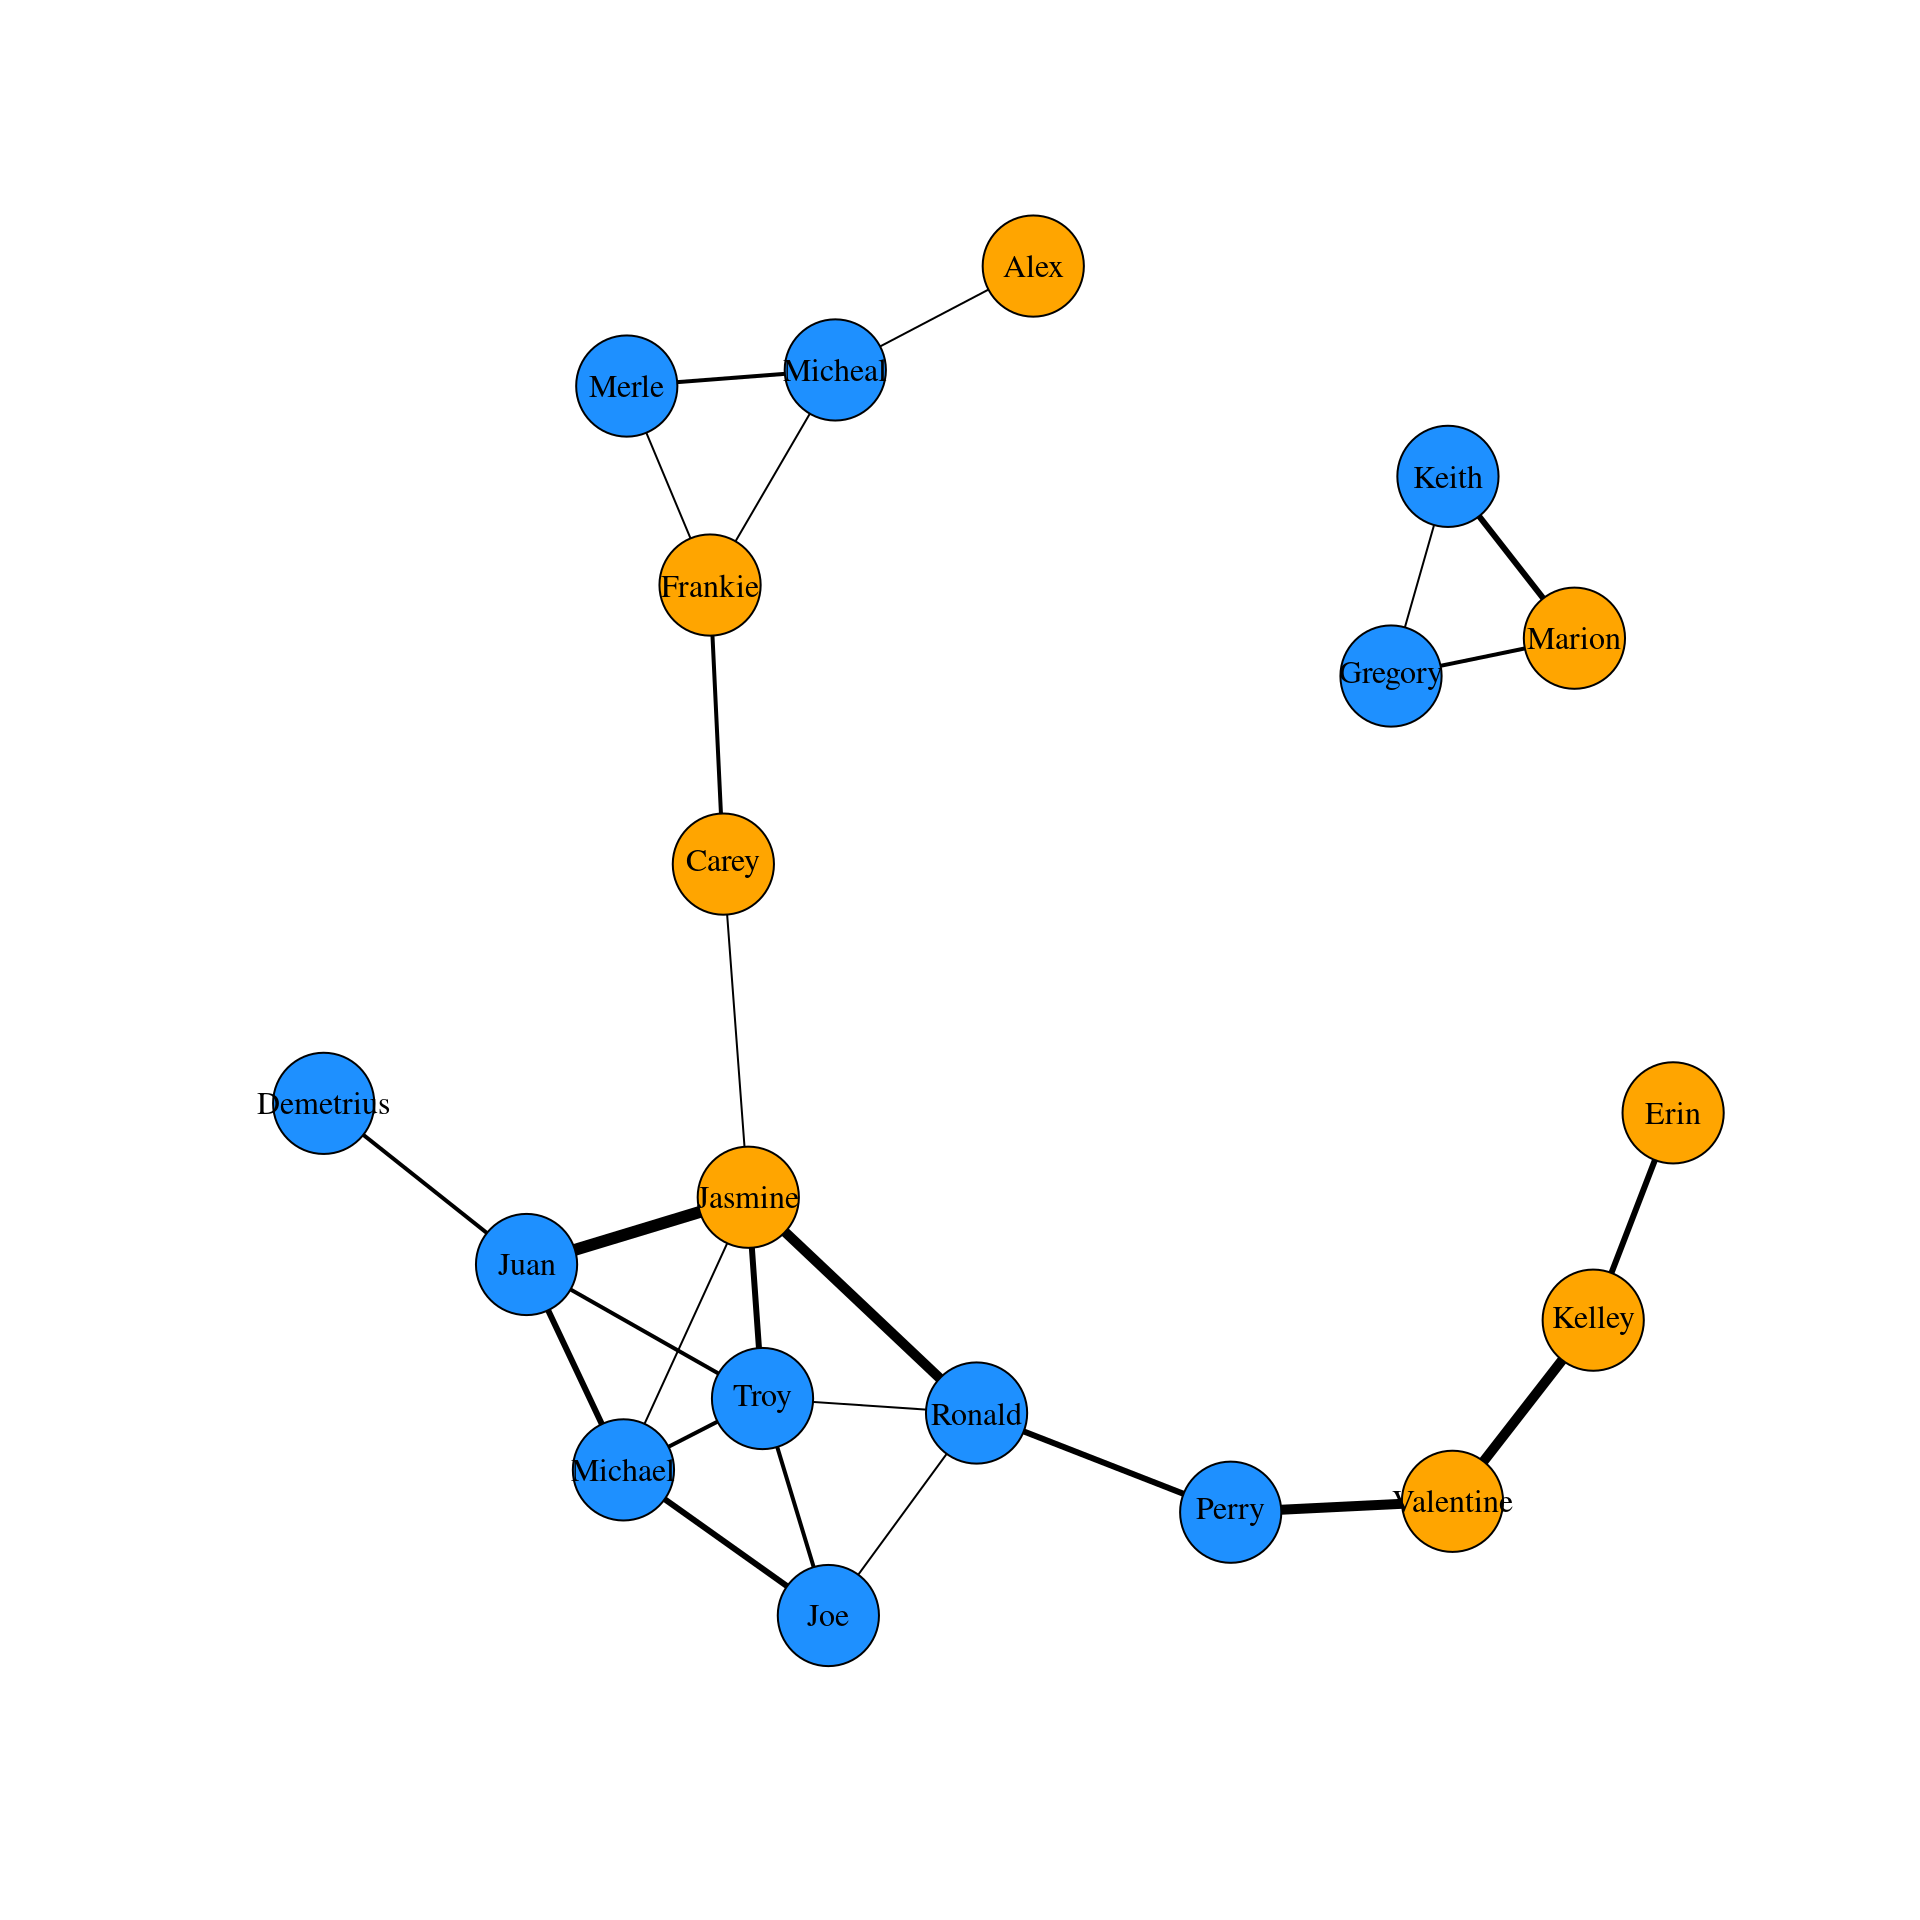 Alex
Micheal
Merle
Keith
Frankie
Marion
Gregory
Carey
Demetrius
Erin
Jasmine
Juan
Kelley
Troy
Ronald
Michael
Valentine
Perry
Joe